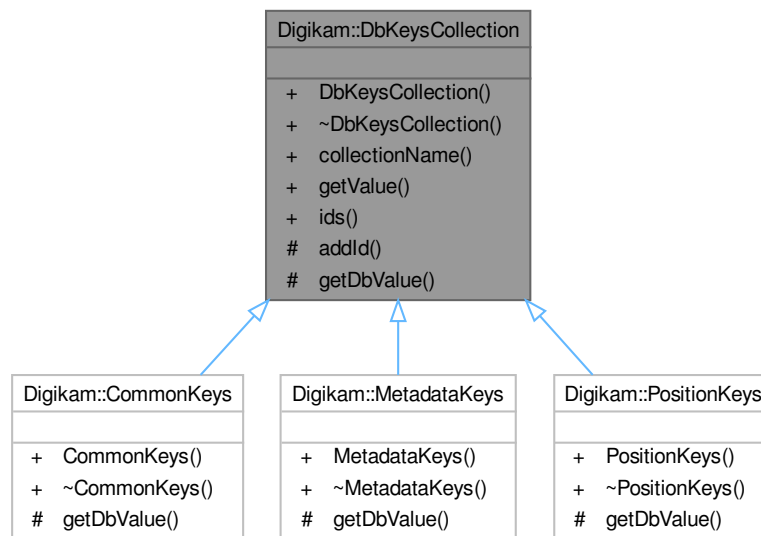 Digikam::DbKeysCollection
+ DbKeysCollection()
+ ~DbKeysCollection()
+ collectionName()
+ getValue()
+ ids()
# addId()
# getDbValue()
Digikam::CommonKeys
+ CommonKeys()
+ ~CommonKeys()
# getDbValue()
Digikam::MetadataKeys
+ MetadataKeys()
+ ~MetadataKeys()
# getDbValue()
Digikam::PositionKeys
+ PositionKeys()
+ ~PositionKeys()
# getDbValue()